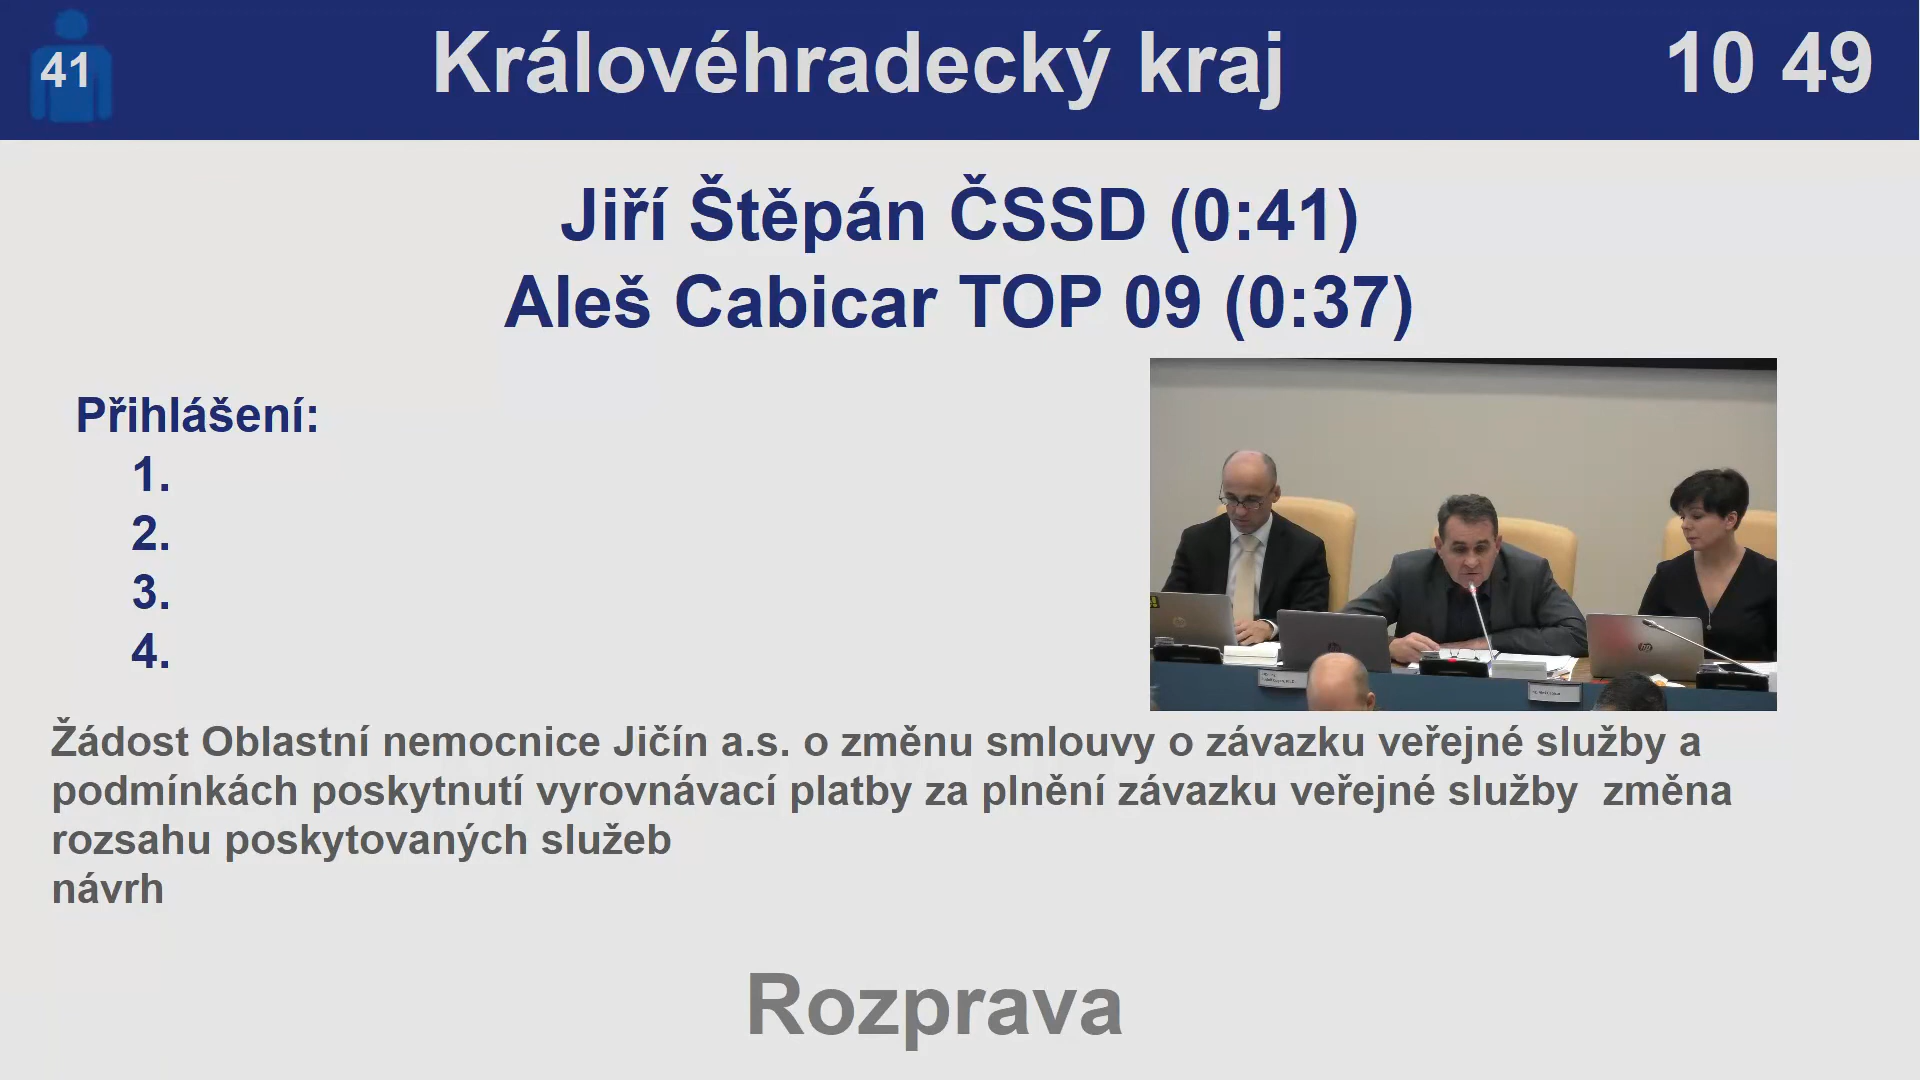 41
Královéhradecký kraj
10 49
Jiří Štěpán ČSSD (0:41)
Aleš Cabicar TOP 09 (0:37)
Přihlášení:
1.
2.
3.
4.
Žádost Oblastní nemocnice Jičín a.s. o změnu smlouvy o závazku veřejné služby a
podmínkách poskytnutí vyrovnávací platby za plnění závazku veřejné služby  změna
rozsahu poskytovaných služeb
návrh
Rozprava